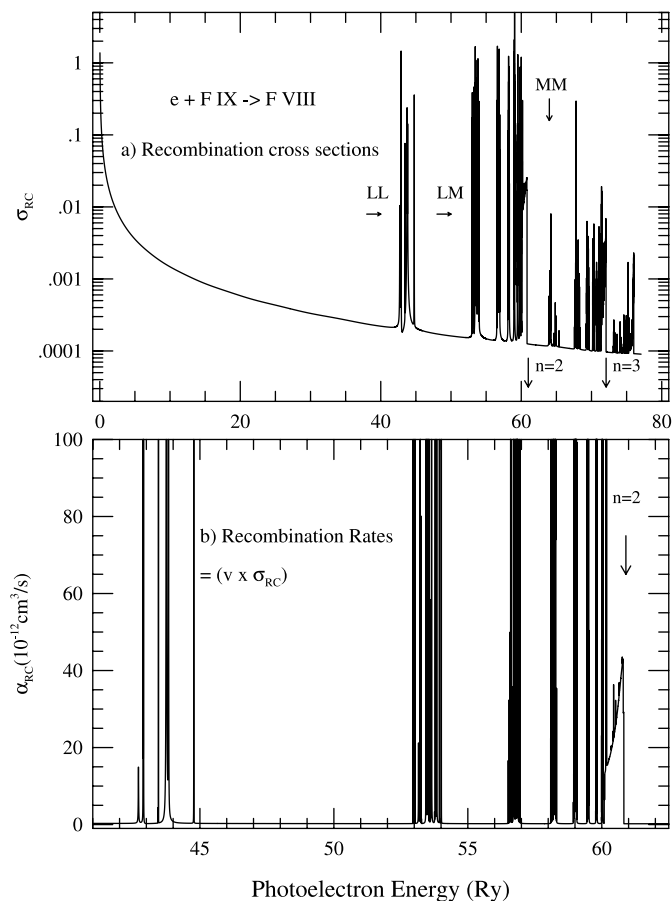 1
.1
.01
.001
.0001
σRC
e + F IX -> F VIII
a) Recombination cross sections
LL
LM
MM
n=2
n=3
0
20
40
60
80
100
80
60
40
20
0
αRC(10-12cm3/s)
b) Recombination Rates
= (v x σRC)
n=2
45
50
55
60
Photoelectron Energy (Ry)